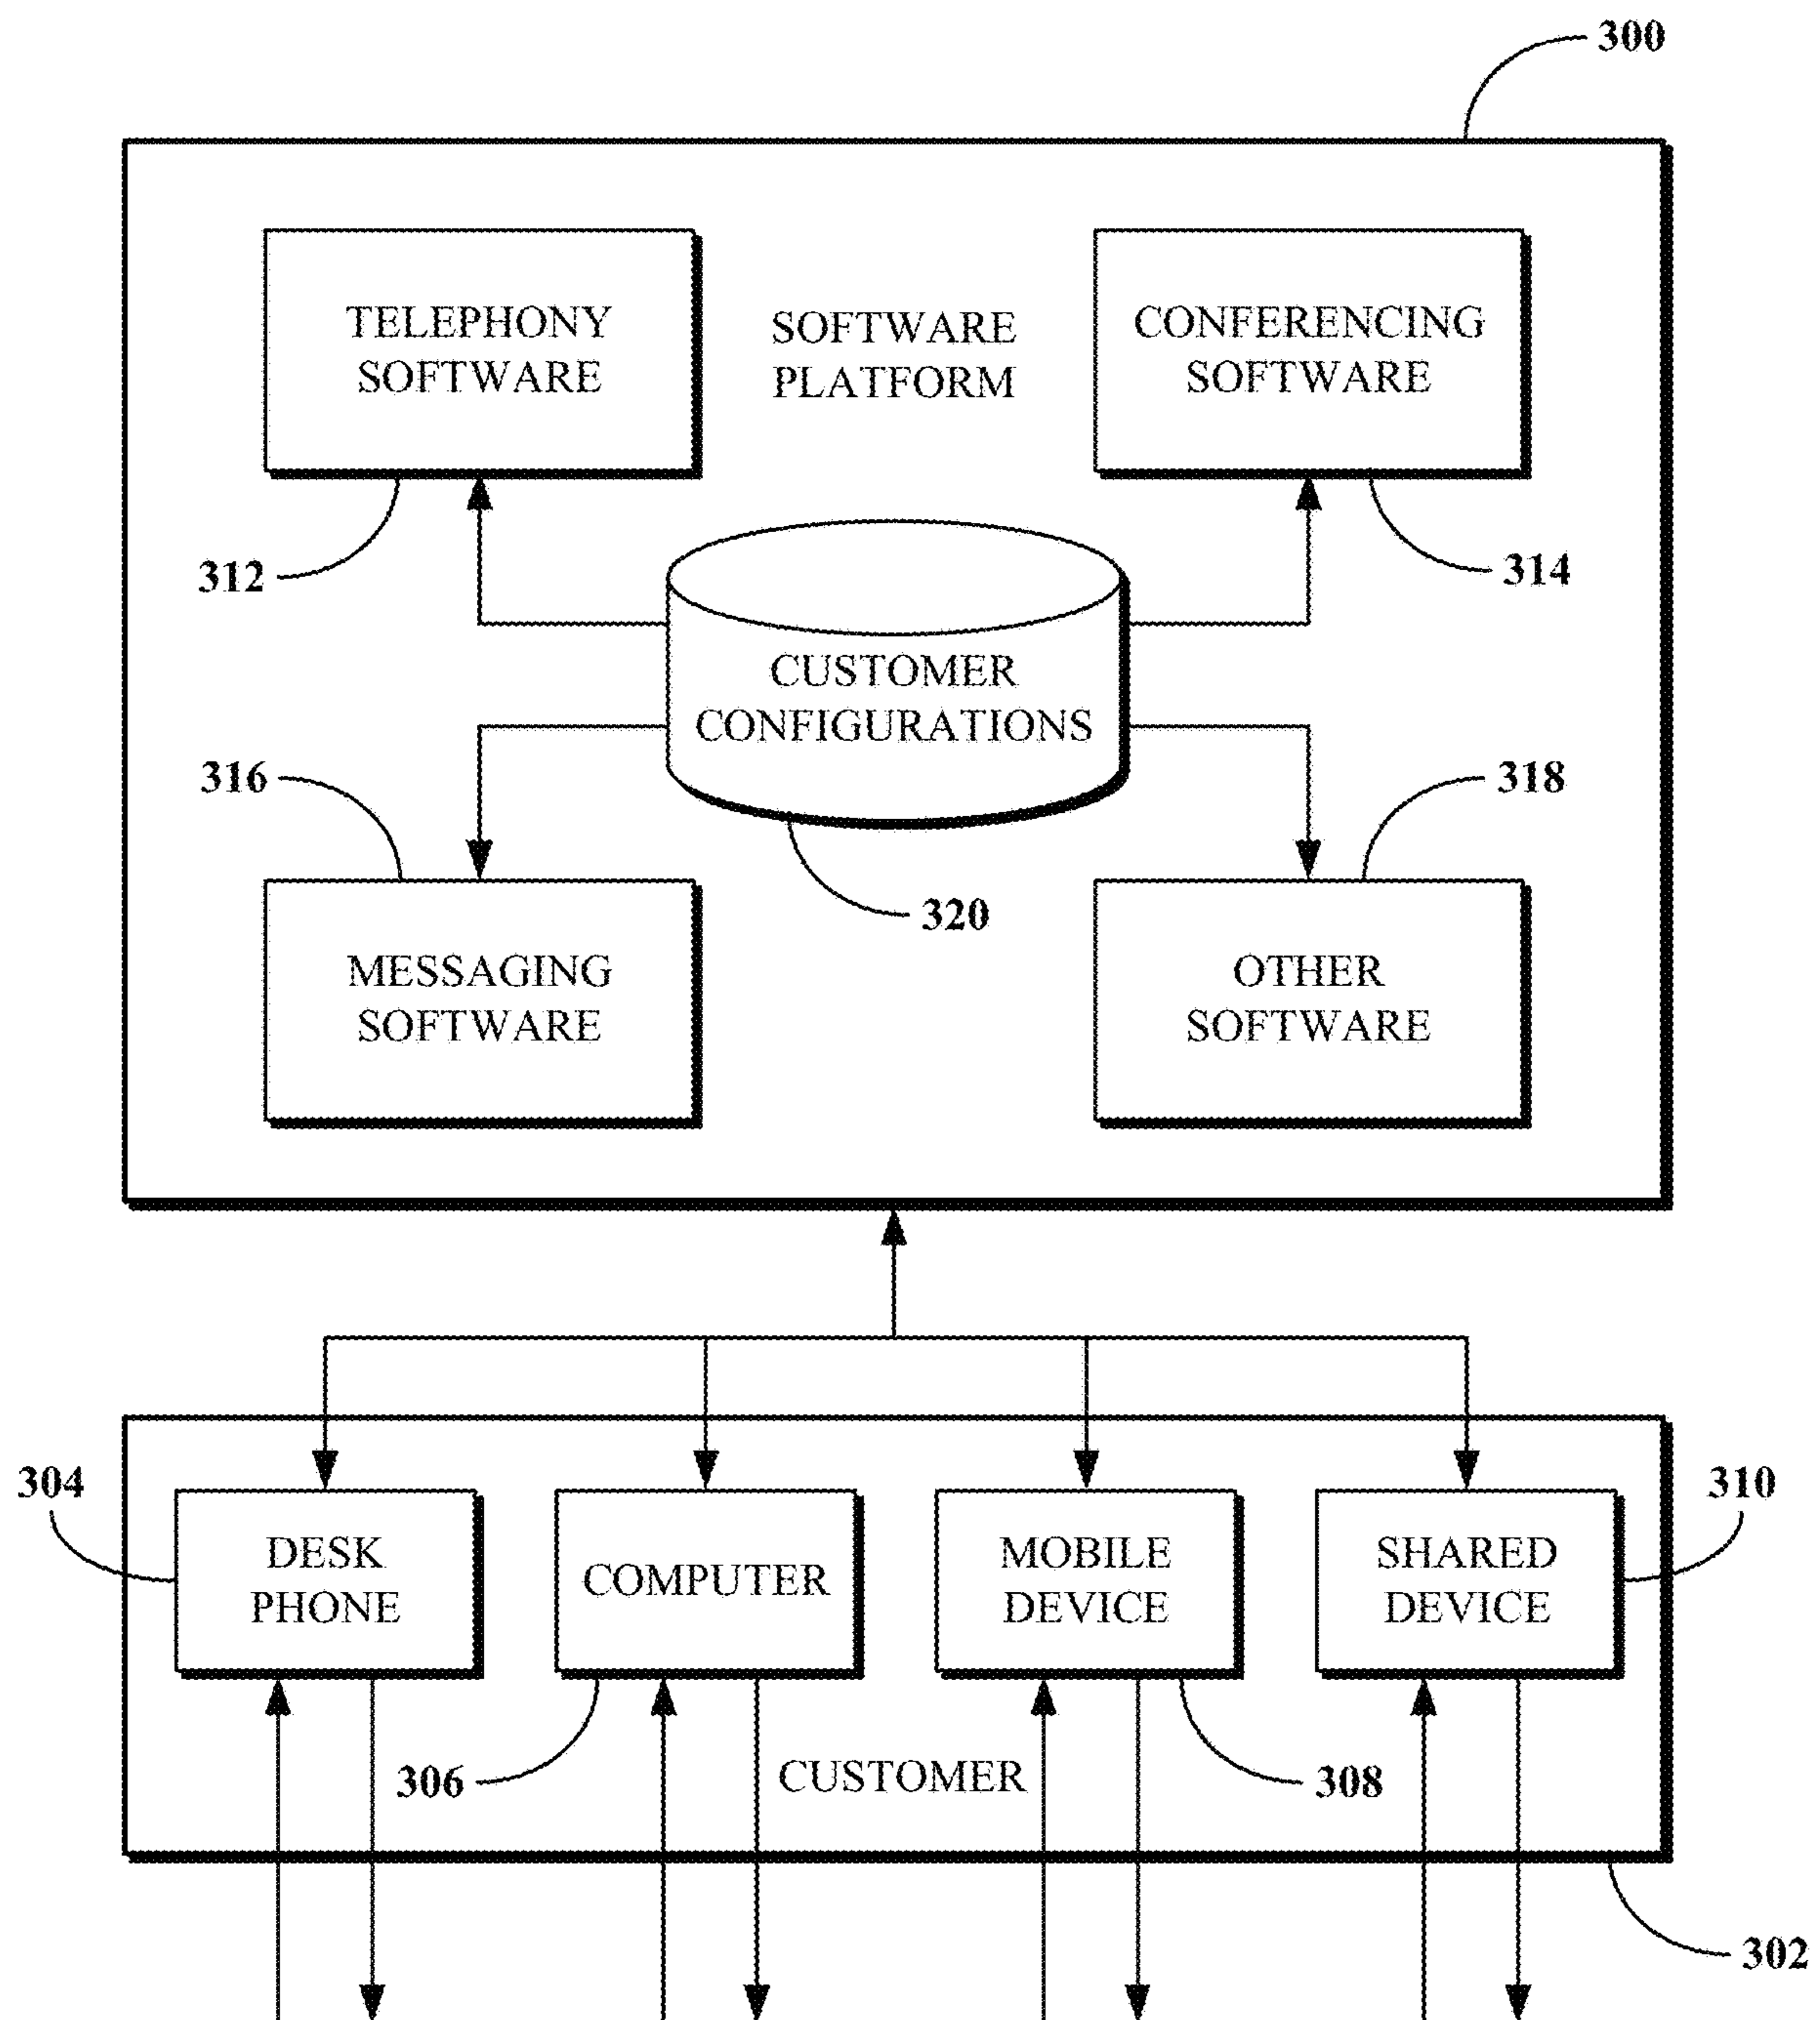 300
TELEPHONY
SOFTWARE
SOFTWARE
PLATFORM
CONFERENCING
SOFTWARE
312
314
CUSTOMER
CONFIGURATIONS
316
318
320
MESSAGING
SOFTWARE
OTHER
SOFTWARE
304
310
DESK
PHONE
COMPUTER
MOBILE
DEVICE
SHARED
DEVICE
306
CUSTOMER
308
302